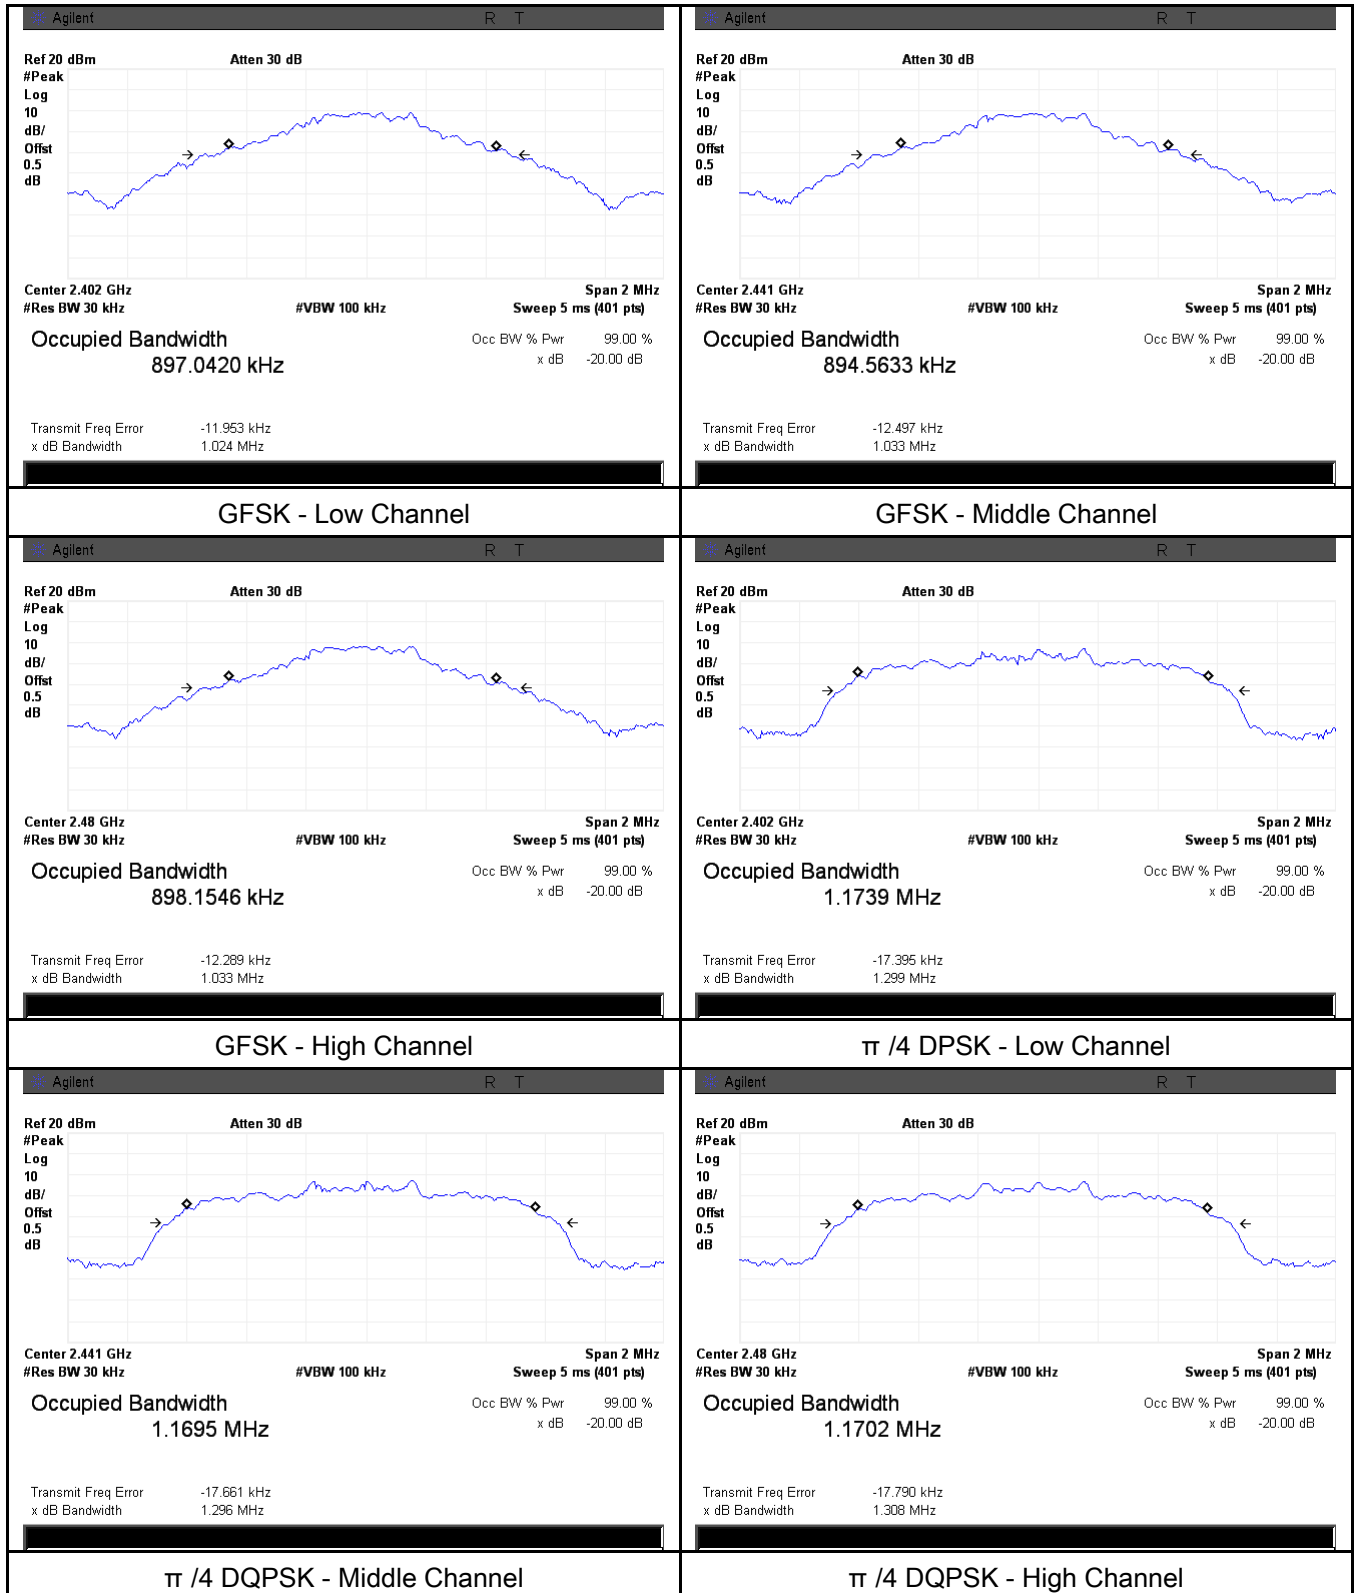 Agilent R T
Ref 20 dBm Atten 30 dB
#Peak
Log
10
dB/
Offst
0.5
dB
Center 2.402 GHz Span 2 MHz
#Res BW 30 kHz #VBW 100 kHz Sweep 5 ms (401 pts)
Occupied Bandwidth Occ BW % Pwr 99.00 %
897.0420 kHz x dB -20.00 dB
Transmit Freq Error -11.953 kHz
x dB Bandwidth 1.024 MHz
GFSK - Low Channel
Agilent R T
Ref 20 dBm Atten 30 dB
#Peak
Log
10
dB/
Offst
0.5
dB
Center 2.441 GHz Span 2 MHz
#Res BW 30 kHz #VBW 100 kHz Sweep 5 ms (401 pts)
Occupied Bandwidth Occ BW % Pwr 99.00 %
894.5633 kHz x dB -20.00 dB
Transmit Freq Error -12.497 kHz
x dB Bandwidth 1.033 MHz
GFSK - Middle Channel
Agilent R T
Ref 20 dBm Atten 30 dB
#Peak
Log
10
dB/
Offst
0.5
dB
Center 2.48 GHz Span 2 MHz
#Res BW 30 kHz #VBW 100 kHz Sweep 5 ms (401 pts)
Occupied Bandwidth Occ BW % Pwr 99.00 %
898.1546 kHz x dB -20.00 dB
Transmit Freq Error -12.289 kHz
x dB Bandwidth 1.033 MHz
GFSK - High Channel
Agilent R T
Ref 20 dBm Atten 30 dB
#Peak
Log
10
dB/
Offst
0.5
dB
Center 2.402 GHz Span 2 MHz
#Res BW 30 kHz #VBW 100 kHz Sweep 5 ms (401 pts)
Occupied Bandwidth Occ BW % Pwr 99.00 %
1.1739 MHz x dB -20.00 dB
Transmit Freq Error -17.395 kHz
x dB Bandwidth 1.299 MHz
π /4 DPSK - Low Channel
Agilent R T
Ref 20 dBm Atten 30 dB
#Peak
Log
10
dB/
Offst
0.5
dB
Center 2.441 GHz Span 2 MHz
#Res BW 30 kHz #VBW 100 kHz Sweep 5 ms (401 pts)
Occupied Bandwidth Occ BW % Pwr 99.00 %
1.1695 MHz x dB -20.00 dB
Transmit Freq Error -17.661 kHz
x dB Bandwidth 1.296 MHz
π /4 DQPSK - Middle Channel
Agilent R T
Ref 20 dBm Atten 30 dB
#Peak
Log
10
dB/
Offst
0.5
dB
Center 2.48 GHz Span 2 MHz
#Res BW 30 kHz #VBW 100 kHz Sweep 5 ms (401 pts)
Occupied Bandwidth Occ BW % Pwr 99.00 %
1.1702 MHz x dB -20.00 dB
Transmit Freq Error -17.790 kHz
x dB Bandwidth 1.308 MHz
π /4 DQPSK - High Channel